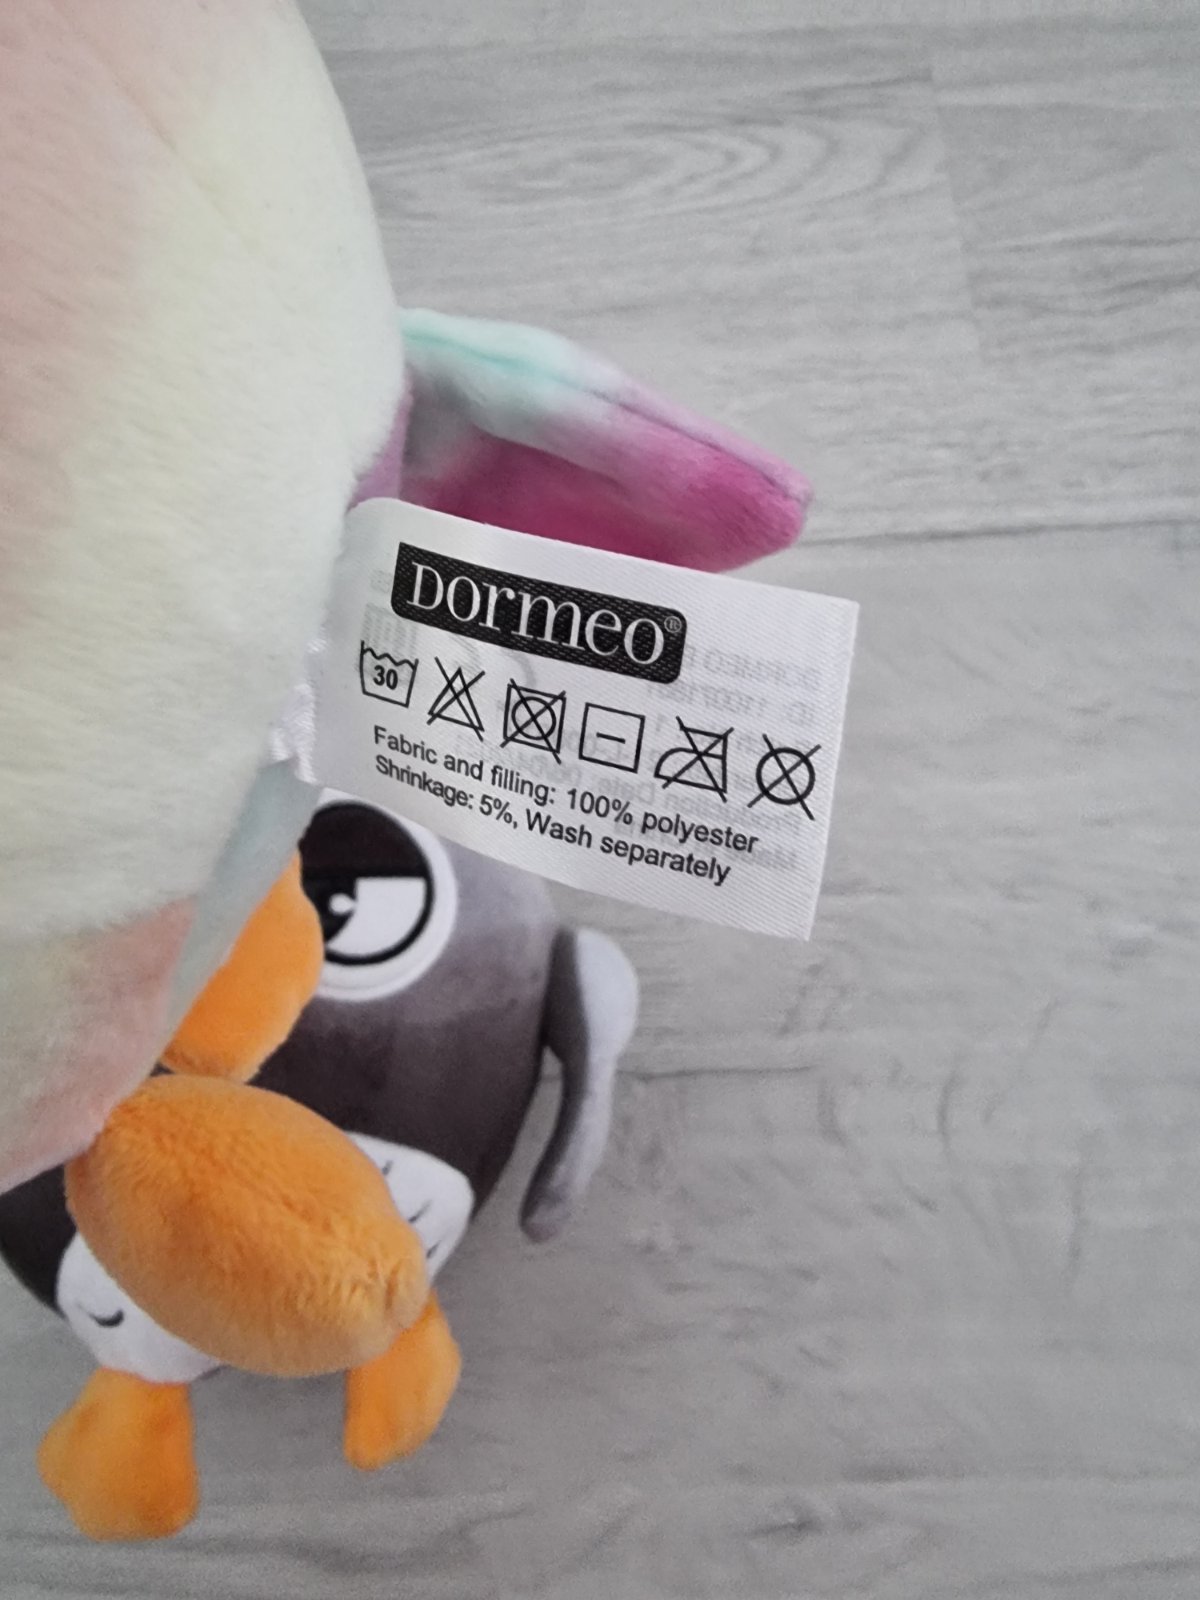 DORMEO®
30
Fabric and filling: 100% polyester
Shrinkage: 5%, Wash separately